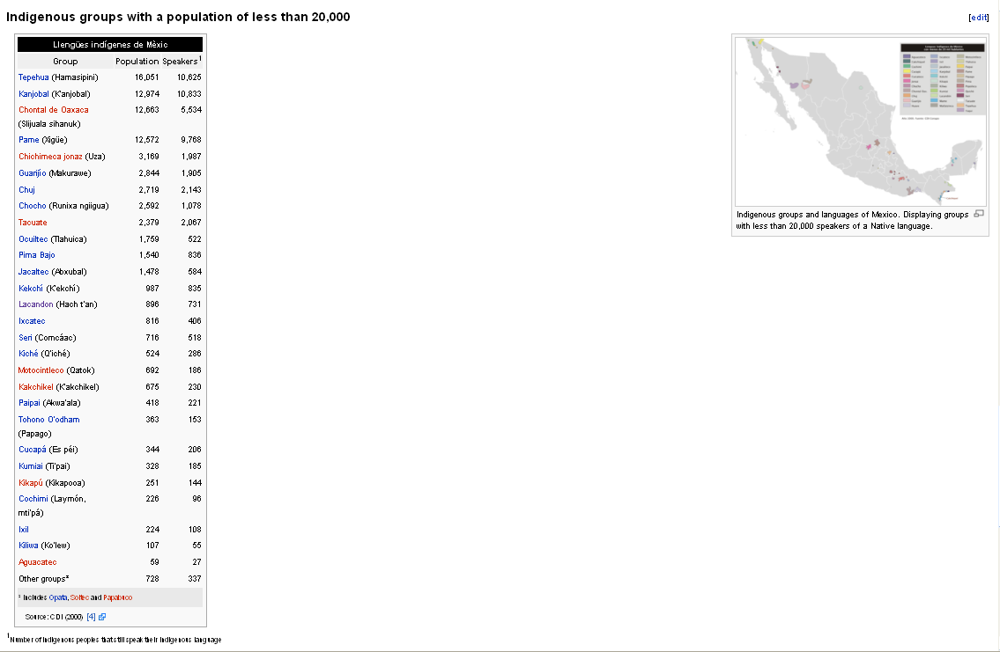 Indigenous groups with a population of less than 20,000
[edit]
Llengües indígenes de Mèxic
Group Population Speakers1
Tepehua (Hamasipini) 16,051 10,625
Kanjobal (K'anjobal) 12,974 10,833
Chontal de Oaxaca 12,663 5,534
(Slijuala sihanuk)
Pame (Xigüe) 12,572 9,768
Chichimeca jonaz (Uza) 3,169 1,987
Guarijío (Makurawe) 2,844 1,905
Chuj 2,719 2,143
Chocho (Runixa ngiigua) 2,592 1,078
Tacuate 2,379 2,067
Ocuiltec (Tlahuica) 1,759 522
Pima Bajo 1,540 836
Jacaltec (Abxubal) 1,478 584
Kekchí (K'ekchí) 987 835
Lacandon (Hach t'an) 896 731
Ixcatec 816 406
Seri (Comcáac) 716 518
Kiché (Q'iché) 524 286
Motocintleco (Qatok) 692 186
Kakchikel (K'akchikel) 675 230
Paipai (Akwa'ala) 418 221
Tohono O'odham 363 153
(Papago)
Cucapá (Es péi) 344 206
Kumiai (Ti'pai) 328 185
Kikapú (Kikapooa) 251 144
Cochimi (Laymón, 226 96
mti'pá)
Ixil 224 108
Kiliwa (Ko'lew) 107 55
Aguacatec 59 27
Other groups² 728 337
² Includes Opata, Soltec and Papabuco
Source: CDI (2000) [4]
1Number of indigenous peoples that still speak their Indigenous language
Indigenous groups and languages of Mexico. Displaying groups
with less than 20,000 speakers of a Native language.